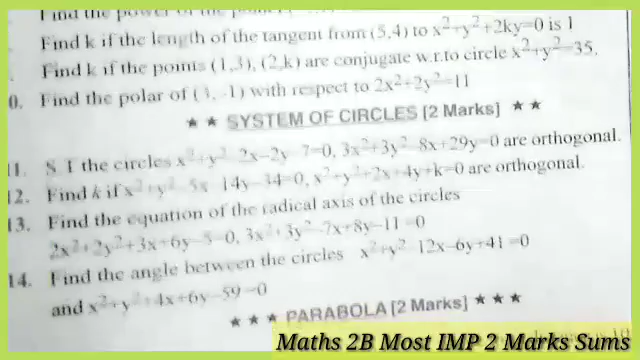 Find the power of the point
Find k if the length of the tangent from (5,4) to x²+y²+2ky=0 is 1
Find k if the points (1,3), (2,k) are conjugate w.r.to circle x²+y²=35.
0. Find the polar of (3,-1) with respect to 2x²+2y²=11
★ ★ SYSTEM OF CIRCLES [2 Marks] ★ ★
11. S.T the circles x²+y²-2x-2y-7=0, 3x²+3y²-8x+29y=0 are orthogonal.
12. Find k if x²+y²-5x-14y-34=0, x²+y²+2x+4y+k=0 are orthogonal.
13. Find the equation of the radical axis of the circles
2x²+2y²+3x+6y-5=0, 3x²+3y²-7x+8y-11=0
14. Find the angle between the circles x²+y²-12x-6y+41=0
and x²+y²+4x+6y-59=0
★ ★ ★ PARABOLA [2 Marks] ★ ★ ★
Maths 2B Most IMP 2 Marks Sums